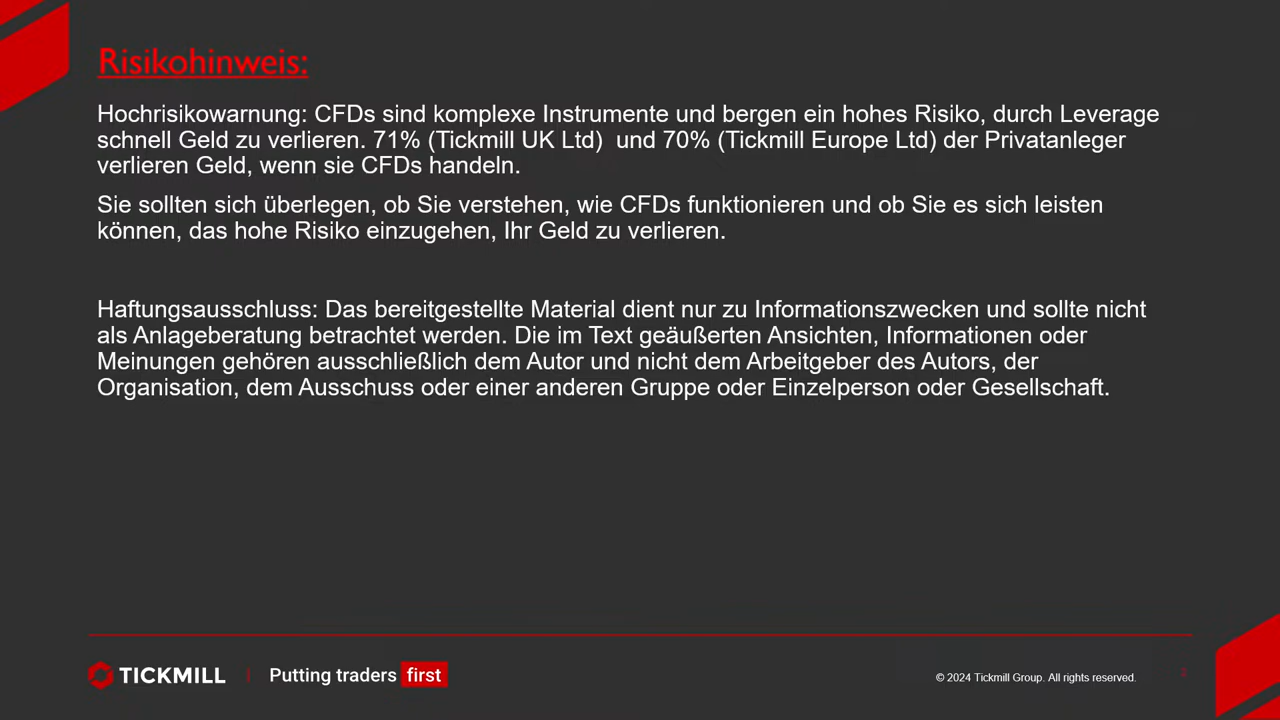 Risikohinweis:
Hochrisikowarnung: CFDs sind komplexe Instrumente und bergen ein hohes Risiko, durch Leverage
schnell Geld zu verlieren. 71% (Tickmill UK Ltd)  und 70% (Tickmill Europe Ltd) der Privatanleger
verlieren Geld, wenn sie CFDs handeln.
Sie sollten sich überlegen, ob Sie verstehen, wie CFDs funktionieren und ob Sie es sich leisten
können, das hohe Risiko einzugehen, Ihr Geld zu verlieren.
Haftungsausschluss: Das bereitgestellte Material dient nur zu Informationszwecken und sollte nicht
als Anlageberatung betrachtet werden. Die im Text geäußerten Ansichten, Informationen oder
Meinungen gehören ausschließlich dem Autor und nicht dem Arbeitgeber des Autors, der
Organisation, dem Ausschuss oder einer anderen Gruppe oder Einzelperson oder Gesellschaft.
TICKMILL | Putting traders first
© 2024 Tickmill Group. All rights reserved.
2